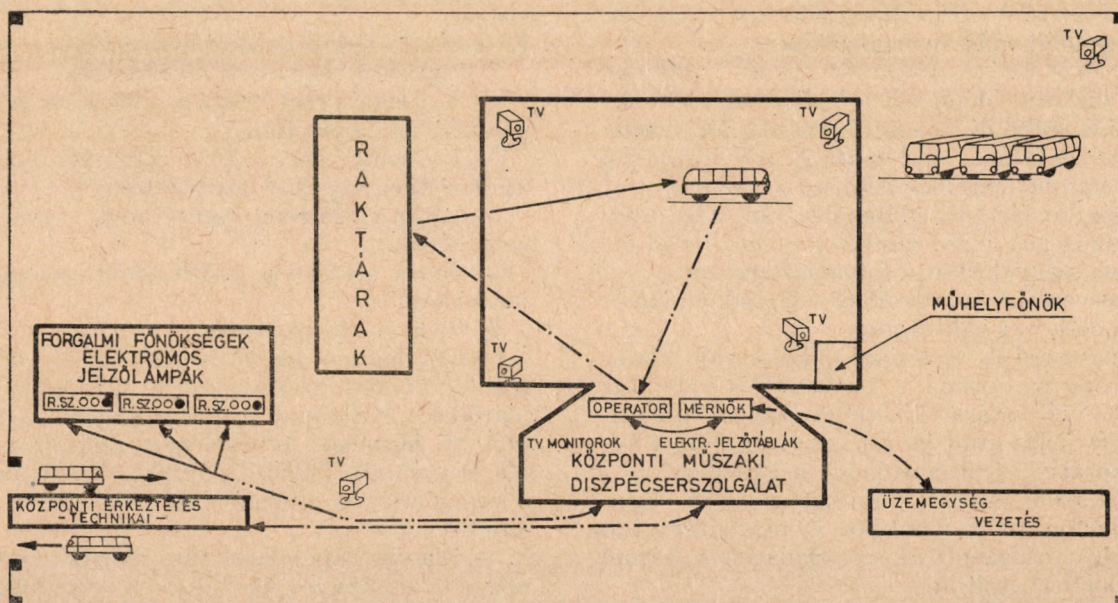 TV
TV
TV
RAKTÁRAK
MŰHELYFŐNÖK
TV
TV
FORGALMI FŐNÖKSÉGEK
ELEKTROMOS
JELZŐLÁMPÁK
R.SZ.OO● R.SZ.OO● R.SZ.OO●
OPERATOR MÉRNÖK
TV MONITOROK ELEKTR. JELZŐTÁBLÁK
KÖZPONTI MŰSZAKI
DISZPÉCSERSZOLGÁLAT
TV
KÖZPONTI ÉRKEZTETÉS
-TECHNIKAI-
ÜZEMEGYSÉG
VEZETÉS